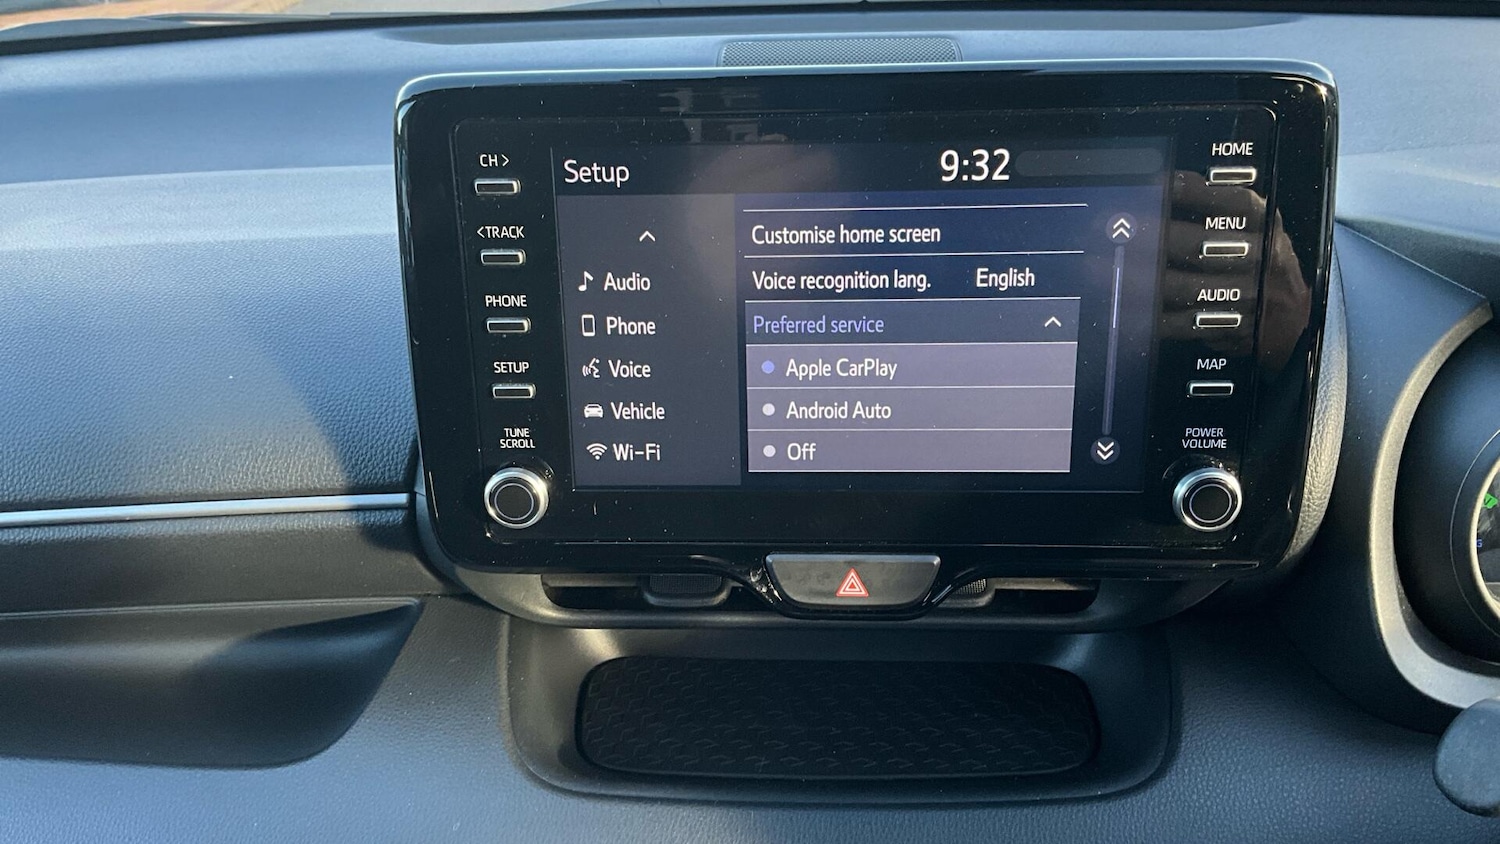 CH >
<TRACK
PHONE
SETUP
TUNE
SCROLL
Setup
9:32
Audio
Phone
Voice
Vehicle
Wi-Fi
Customise home screen
Voice recognition lang. English
Preferred service
Apple CarPlay
Android Auto
Off
HOME
MENU
AUDIO
MAP
POWER
VOLUME